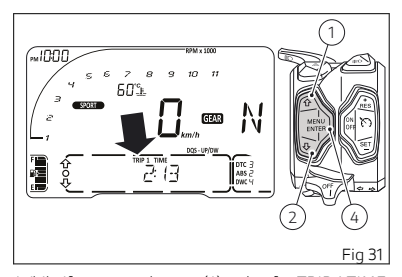 PM 10:00
RPM x 1000
1 2 3 4 5 6 7 8 9 10 11
60°C
SPORT
0 km/h
GEAR N
DQS - UP/DW
TRIP 1 TIME
2:13
F
E
DTC 3
ABS 2
DWC 4
1
MENU
ENTER
RES
ON
OFF
SET
OFF
2
4
Fig 31